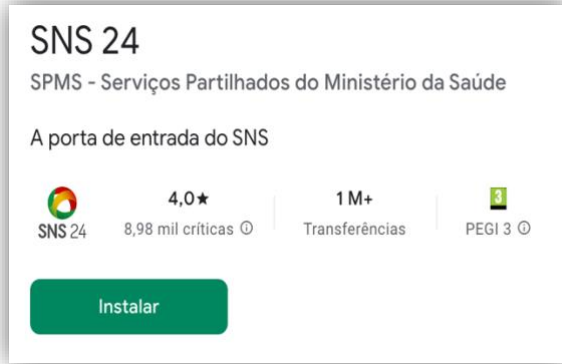 SNS 24
SPMS - Serviços Partilhados do Ministério da Saúde
A porta de entrada do SNS
SNS 24
4,0★
8,98 mil críticas ⓘ
1 M+
Transferências
3
PEGI 3 ⓘ
Instalar